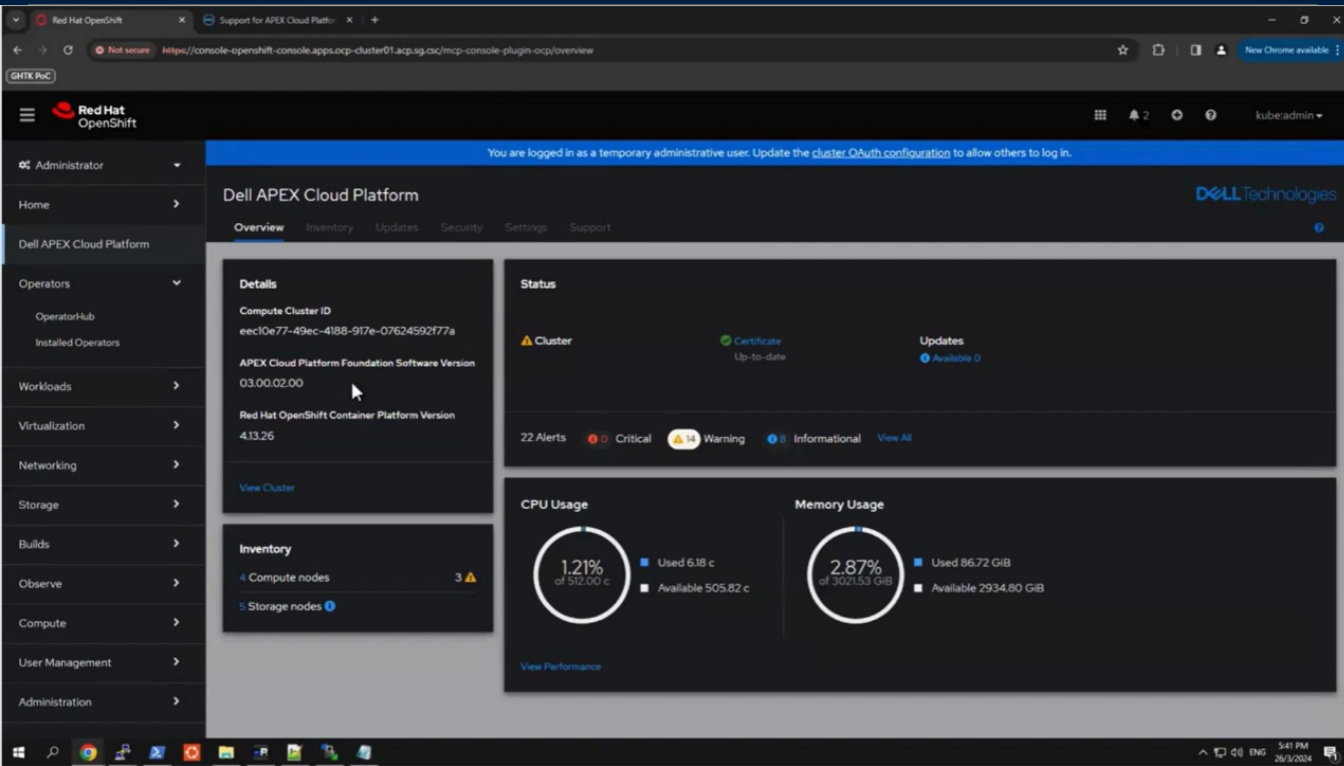 Red Hat OpenShift
Support for APEX Cloud Platfor
Not secure
https://console-openshift-console.apps.ocp-cluster01.acp.sg.csc/mcp-console-plugin-ocp/overview
New Chrome available
GHTK PoC
Red Hat
OpenShift
2
kube:admin
You are logged in as a temporary administrative user. Update the cluster OAuth configuration to allow others to log in.
Administrator
Home
Dell APEX Cloud Platform
Operators
OperatorHub
Installed Operators
Workloads
Virtualization
Networking
Storage
Builds
Observe
Compute
User Management
Administration
Dell APEX Cloud Platform
DELL Technologies
Overview Inventory Updates Security Settings Support
Details
Compute Cluster ID
eec10e77-49ec-4188-917e-07624592f77a
APEX Cloud Platform Foundation Software Version
03.00.02.00
Red Hat OpenShift Container Platform Version
4.13.26
View Cluster
Inventory
4 Compute nodes 3
5 Storage nodes
Status
Cluster
Certificate
Up-to-date
Updates
Available 0
22 Alerts 0 Critical 14 Warning 8 Informational View All
CPU Usage
1.21%
of 512.00 c
Used 6.18 c
Available 505.82 c
Memory Usage
2.87%
of 3021.53 GiB
Used 86.72 GiB
Available 2934.80 GiB
View Performance
ENG
5:41 PM
26/3/2024